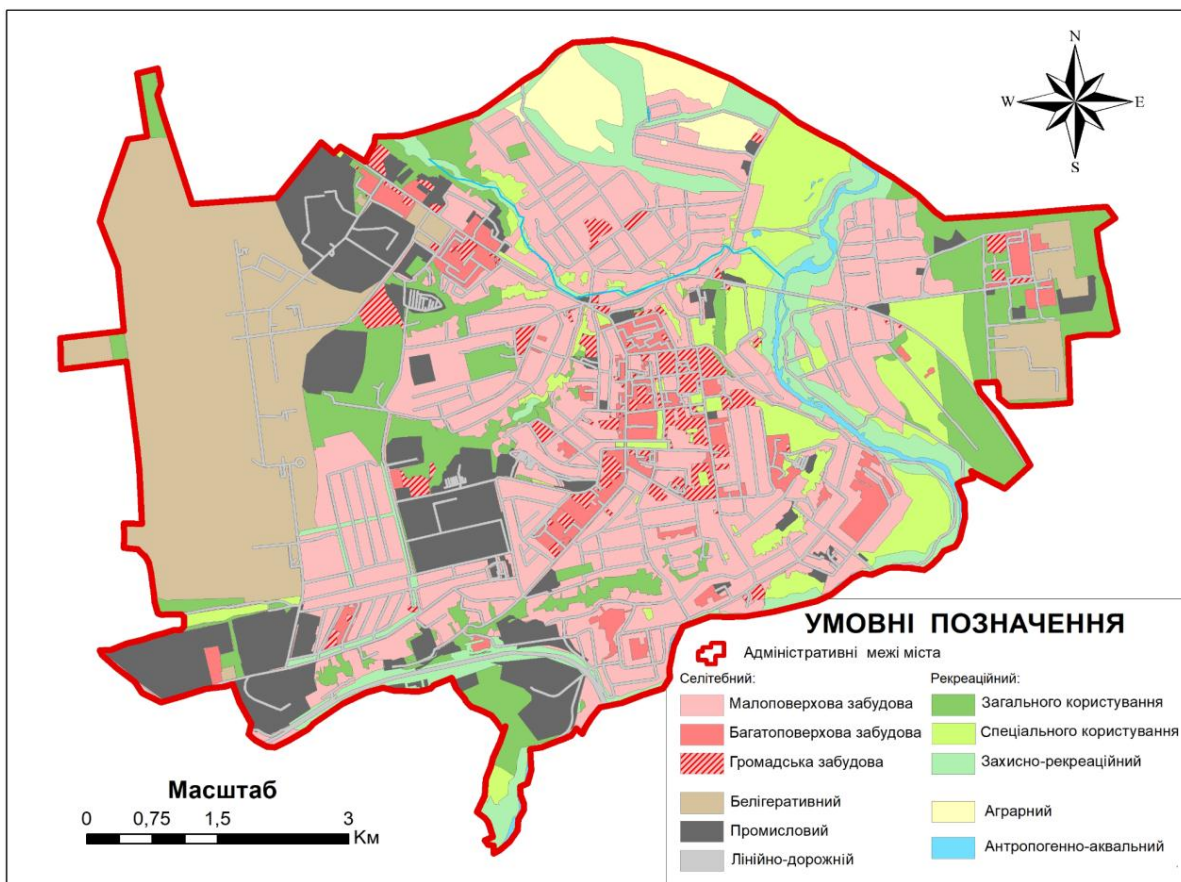 N
W E
S
УМОВНІ ПОЗНАЧЕННЯ
Адміністративні межі міста
Селітебний:
Малоповерхова забудова
Багатоповерхова забудова
Громадська забудова
Белігеративний
Промисловий
Лінійно-дорожній
Рекреаційний:
Загального користування
Спеціального користування
Захисно-рекреаційний
Аграрний
Антропогенно-аквальний
Масштаб
0 0,75 1,5 3
Км